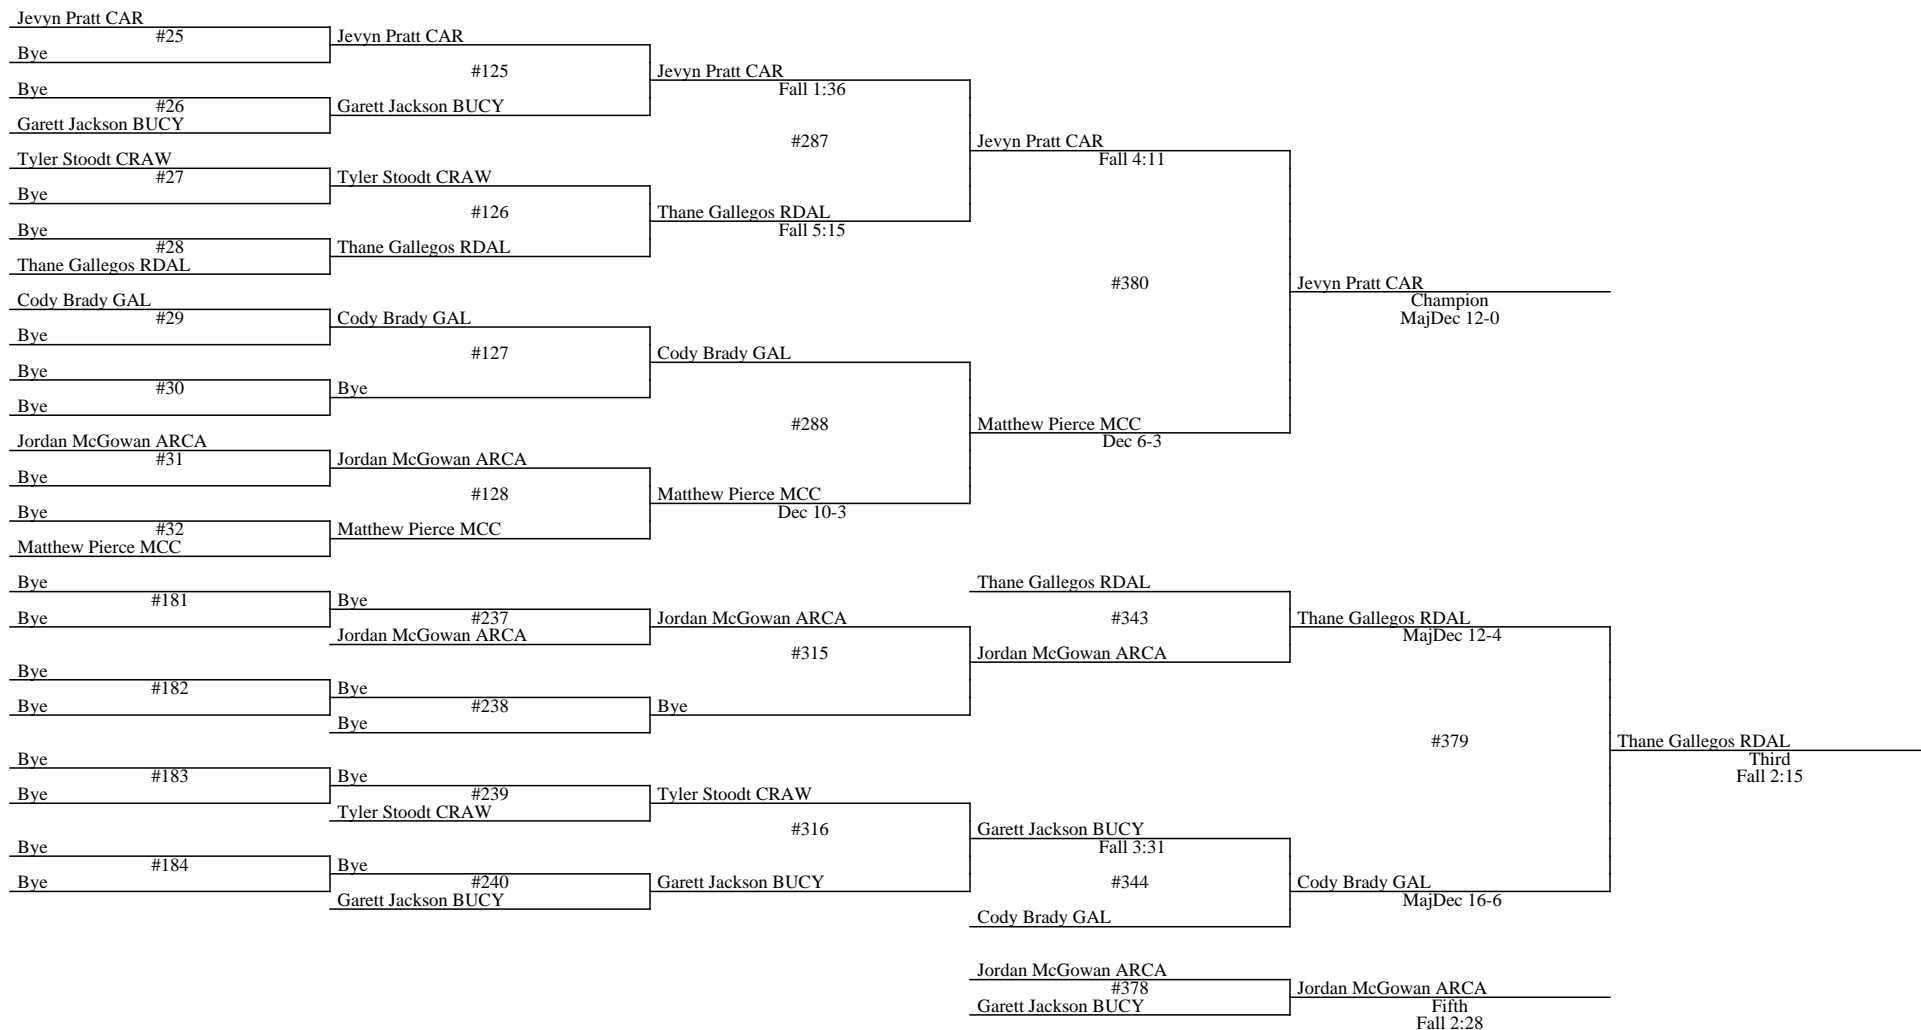 Jevyn Pratt CAR
#25
Bye
Bye
#26
Garett Jackson BUCY
Tyler Stoodt CRAW
#27
Bye
Bye
#28
Thane Gallegos RDAL
Cody Brady GAL
#29
Bye
Bye
#30
Bye
Jordan McGowan ARCA
#31
Bye
Bye
#32
Matthew Pierce MCC
Jevyn Pratt CAR
#125
Garett Jackson BUCY
Tyler Stoodt CRAW
#126
Thane Gallegos RDAL
Cody Brady GAL
#127
Bye
Jordan McGowan ARCA
#128
Matthew Pierce MCC
Jevyn Pratt CAR
Fall 1:36
#287
Thane Gallegos RDAL
Fall 5:15
Cody Brady GAL
#288
Matthew Pierce MCC
Dec 10-3
Jevyn Pratt CAR
Fall 4:11
#380
Matthew Pierce MCC
Dec 6-3
Jevyn Pratt CAR
Champion
MajDec 12-0
Bye
#181
Bye
Bye
#182
Bye
Bye
#183
Bye
Bye
#184
Bye
Bye
#237
Jordan McGowan ARCA
Bye
#238
Bye
Bye
#239
Tyler Stoodt CRAW
Bye
#240
Garett Jackson BUCY
Jordan McGowan ARCA
#315
Bye
Tyler Stoodt CRAW
#316
Garett Jackson BUCY
Thane Gallegos RDAL
#343
Jordan McGowan ARCA
Garett Jackson BUCY
Fall 3:31
#344
Cody Brady GAL
Thane Gallegos RDAL
MajDec 12-4
#379
Cody Brady GAL
MajDec 16-6
Thane Gallegos RDAL
Third
Fall 2:15
Jordan McGowan ARCA
#378
Garett Jackson BUCY
Jordan McGowan ARCA
Fifth
Fall 2:28